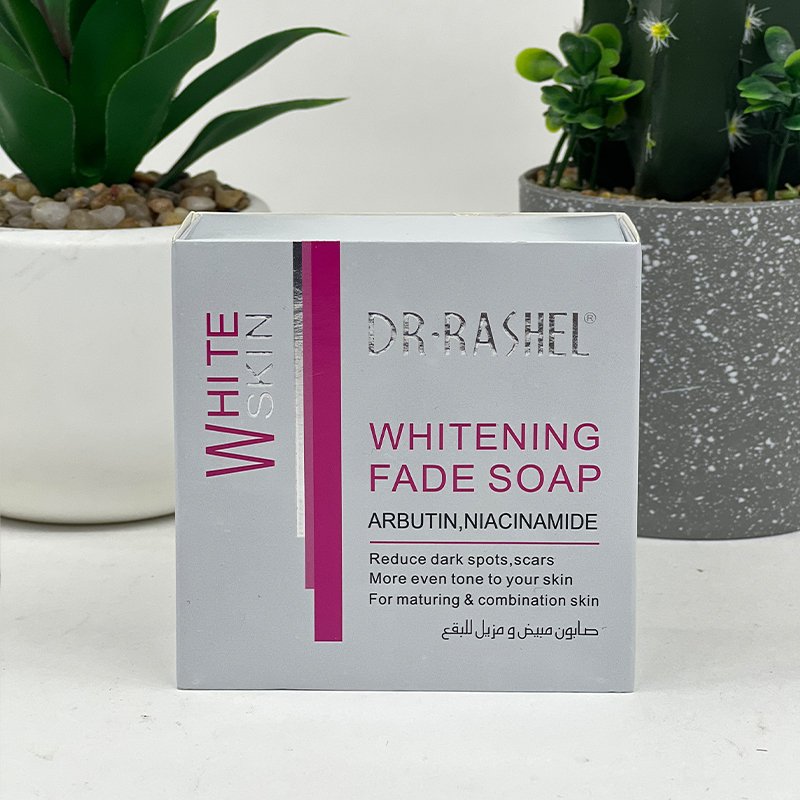 WHITE
SKIN
DR·RASHEL®
WHITENING
FADE SOAP
ARBUTIN,NIACINAMIDE
Reduce dark spots,scars
More even tone to your skin
For maturing & combination skin
صابون مبيض و مزيل للبقع